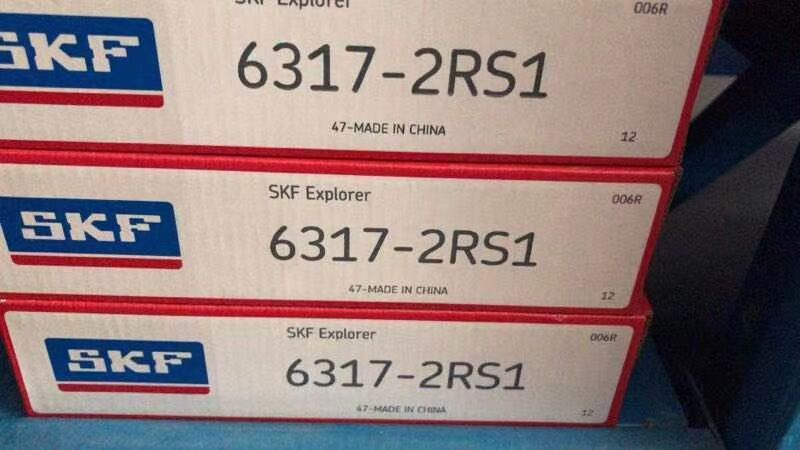 SKF Explorer
006R
SKF
6317-2RS1
47-MADE IN CHINA
12
SKF Explorer
006R
SKF
6317-2RS1
47-MADE IN CHINA
12
SKF Explorer
006R
SKF
6317-2RS1
47-MADE IN CHINA
12